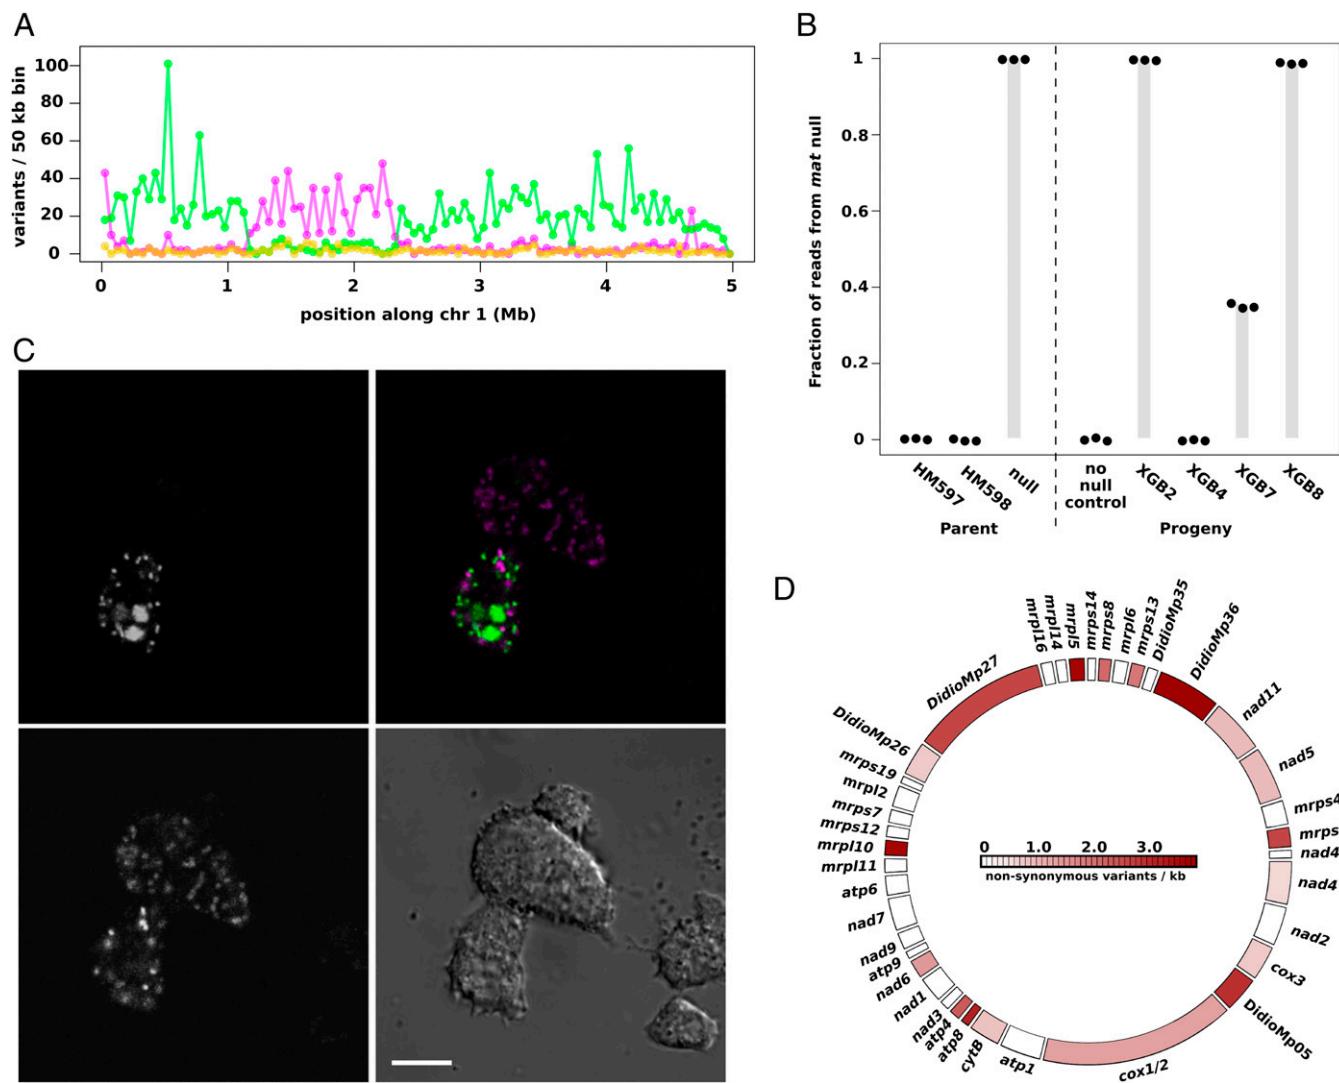 A
variants / 50 kb bin
100
80
60
40
20
0
0 1 2 3 4 5
position along chr 1 (Mb)
B
Fraction of reads from mat null
1
0.8
0.6
0.4
0.2
0
HM597
HM598
null
no
null
control
XGB2
XGB4
XGB7
XGB8
Parent
Progeny
C
D
mrpl16
mrpl14
mrpl5
mrps14
mrps8
mrpl6
mrps13
DidioMp35
DidioMp36
nad11
nad5
mrps4
mrps
nad4
nad4
nad2
cox3
DidioMp05
cox1/2
atp1
cytB
atp8
atp4
nad3
nad1
nad6
atp9
nad9
nad7
atp6
mrpl11
mrpl10
mrps12
mrps7
mrpl2
mrps19
DidioMp26
DidioMp27
0 1.0 2.0 3.0
non-synonymous variants / kb